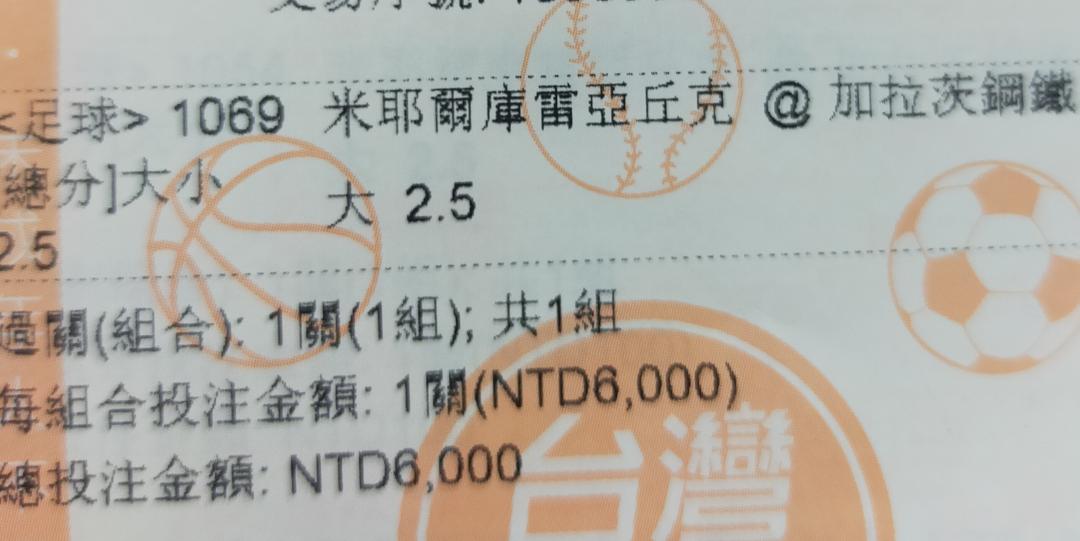 <足球> 1069 米耶爾庫雷亞丘克 @ 加拉茨鋼鐵
總分]大小 大 2.5
2.5
過關(組合): 1關(1組); 共1組
每組合投注金額: 1關(NTD6,000)
總投注金額: NTD6,000
台灣